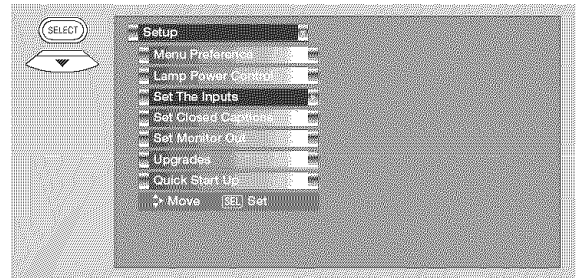 SELECT
Setup
Menu Preference
Lamp Power Control
Set The Inputs
Set Closed Captions
Set Monitor Out
Upgrades
Quick Start Up
Move SEL Set